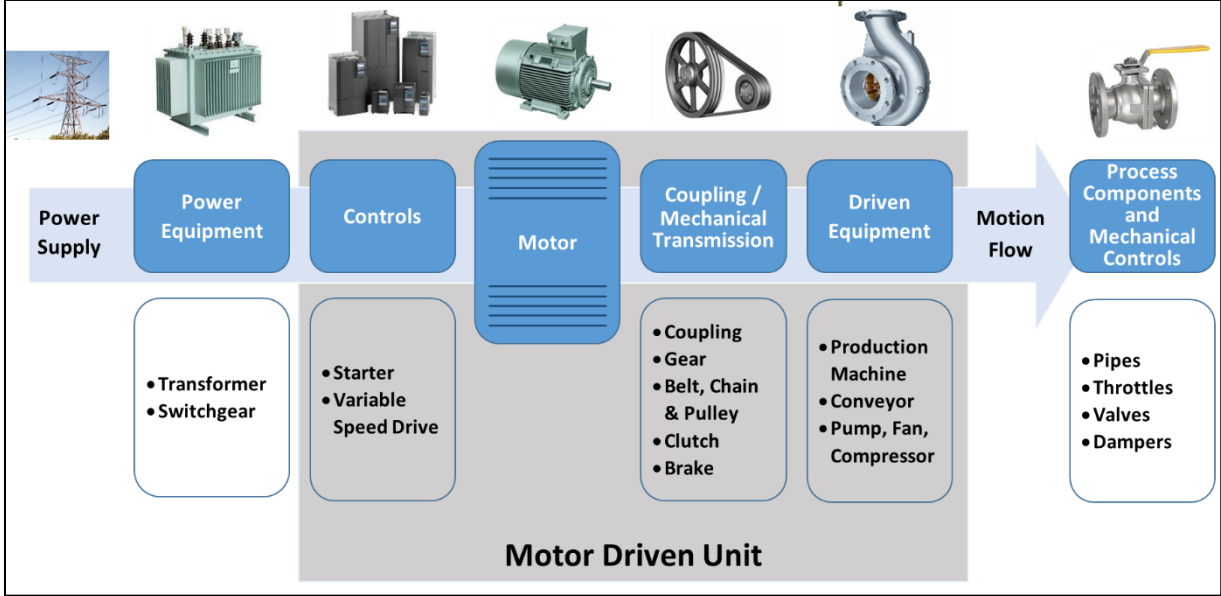 Power
Supply
Power
Equipment
Controls
Motor
Coupling /
Mechanical
Transmission
Driven
Equipment
Motion
Flow
Process
Components
and
Mechanical
Controls
• Transformer
• Switchgear
• Starter
• Variable
Speed Drive
• Coupling
• Gear
• Belt, Chain
& Pulley
• Clutch
• Brake
• Production
Machine
• Conveyor
• Pump, Fan,
Compressor
• Pipes
• Throttles
• Valves
• Dampers
Motor Driven Unit